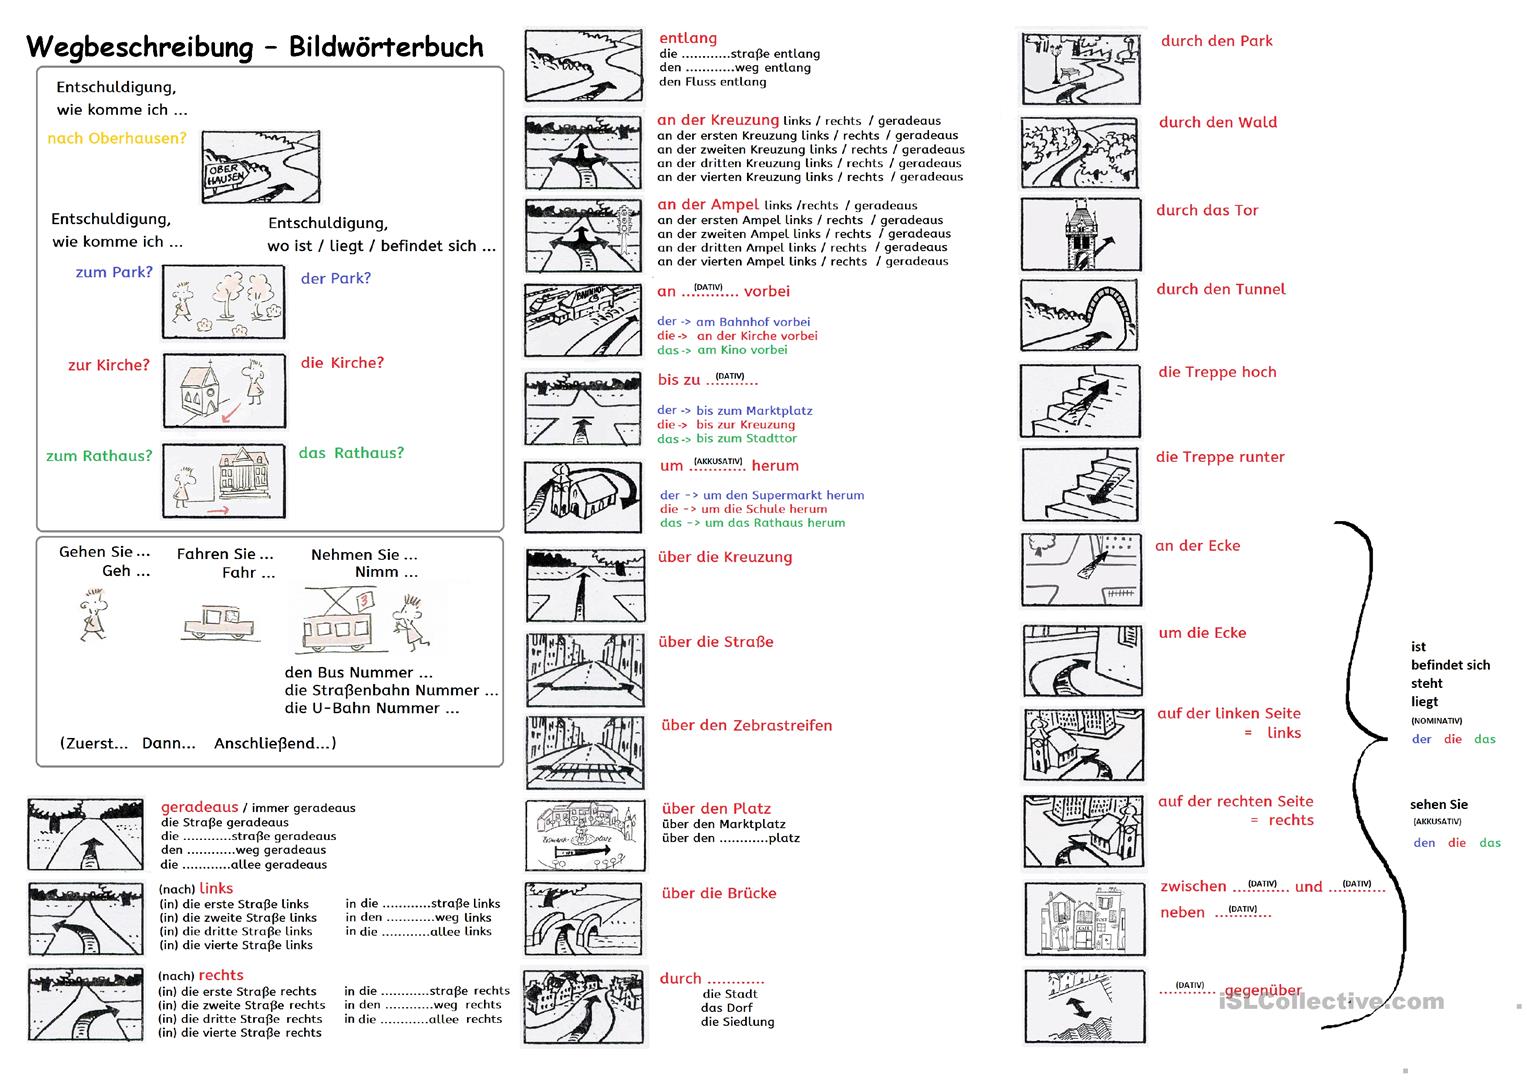 Wegbeschreibung – Bildwörterbuch
Entschuldigung,
wie komme ich ...
nach Oberhausen?
OBER
HAUSEN
Entschuldigung,
wie komme ich ...
Entschuldigung,
wo ist / liegt / befindet sich ...
zum Park?
der Park?
zur Kirche?
die Kirche?
zum Rathaus?
das Rathaus?
Gehen Sie ...
Geh ...
Fahren Sie ...
Fahr ...
Nehmen Sie ...
Nimm ...
3
den Bus Nummer ...
die Straßenbahn Nummer ...
die U-Bahn Nummer ...
(Zuerst... Dann... Anschließend...)
geradeaus / immer geradeaus
die Straße geradeaus
die ............straße geradeaus
den ............weg geradeaus
die ............allee geradeaus
(nach) links
(in) die erste Straße links
(in) die zweite Straße links
(in) die dritte Straße links
(in) die vierte Straße links
in die ............straße links
in den ............weg links
in die ............allee links
(nach) rechts
(in) die erste Straße rechts
(in) die zweite Straße rechts
(in) die dritte Straße rechts
(in) die vierte Straße rechts
in die ............straße rechts
in den ............weg rechts
in die ............allee rechts
entlang
die ............straße entlang
den ............weg entlang
den Fluss entlang
an der Kreuzung links / rechts / geradeaus
an der ersten Kreuzung links / rechts / geradeaus
an der zweiten Kreuzung links / rechts / geradeaus
an der dritten Kreuzung links / rechts / geradeaus
an der vierten Kreuzung links / rechts / geradeaus
an der Ampel links /rechts / geradeaus
an der ersten Ampel links / rechts / geradeaus
an der zweiten Ampel links / rechts / geradeaus
an der dritten Ampel links / rechts / geradeaus
an der vierten Ampel links / rechts / geradeaus
BAHNHOF
an ....(DATIV).... vorbei
der -> am Bahnhof vorbei
die -> an der Kirche vorbei
das -> am Kino vorbei
bis zu ....(DATIV)....
der -> bis zum Marktplatz
die -> bis zur Kreuzung
das -> bis zum Stadttor
um ....(AKKUSATIV).... herum
der -> um den Supermarkt herum
die -> um die Schule herum
das -> um das Rathaus herum
über die Kreuzung
über die Straße
über den Zebrastreifen
über den Platz
über den Marktplatz
über den ............platz
über die Brücke
durch ............
die Stadt
das Dorf
die Siedlung
durch den Park
durch den Wald
durch das Tor
durch den Tunnel
die Treppe hoch
die Treppe runter
an der Ecke
um die Ecke
auf der linken Seite
= links
auf der rechten Seite
= rechts
zwischen ....(DATIV).... und ....(DATIV)....
neben ....(DATIV)....
CAFE
....(DATIV).... gegenüber
ist
befindet sich
steht
liegt
(NOMINATIV)
der die das
sehen Sie
(AKKUSATIV)
den die das
iSLCollective.com